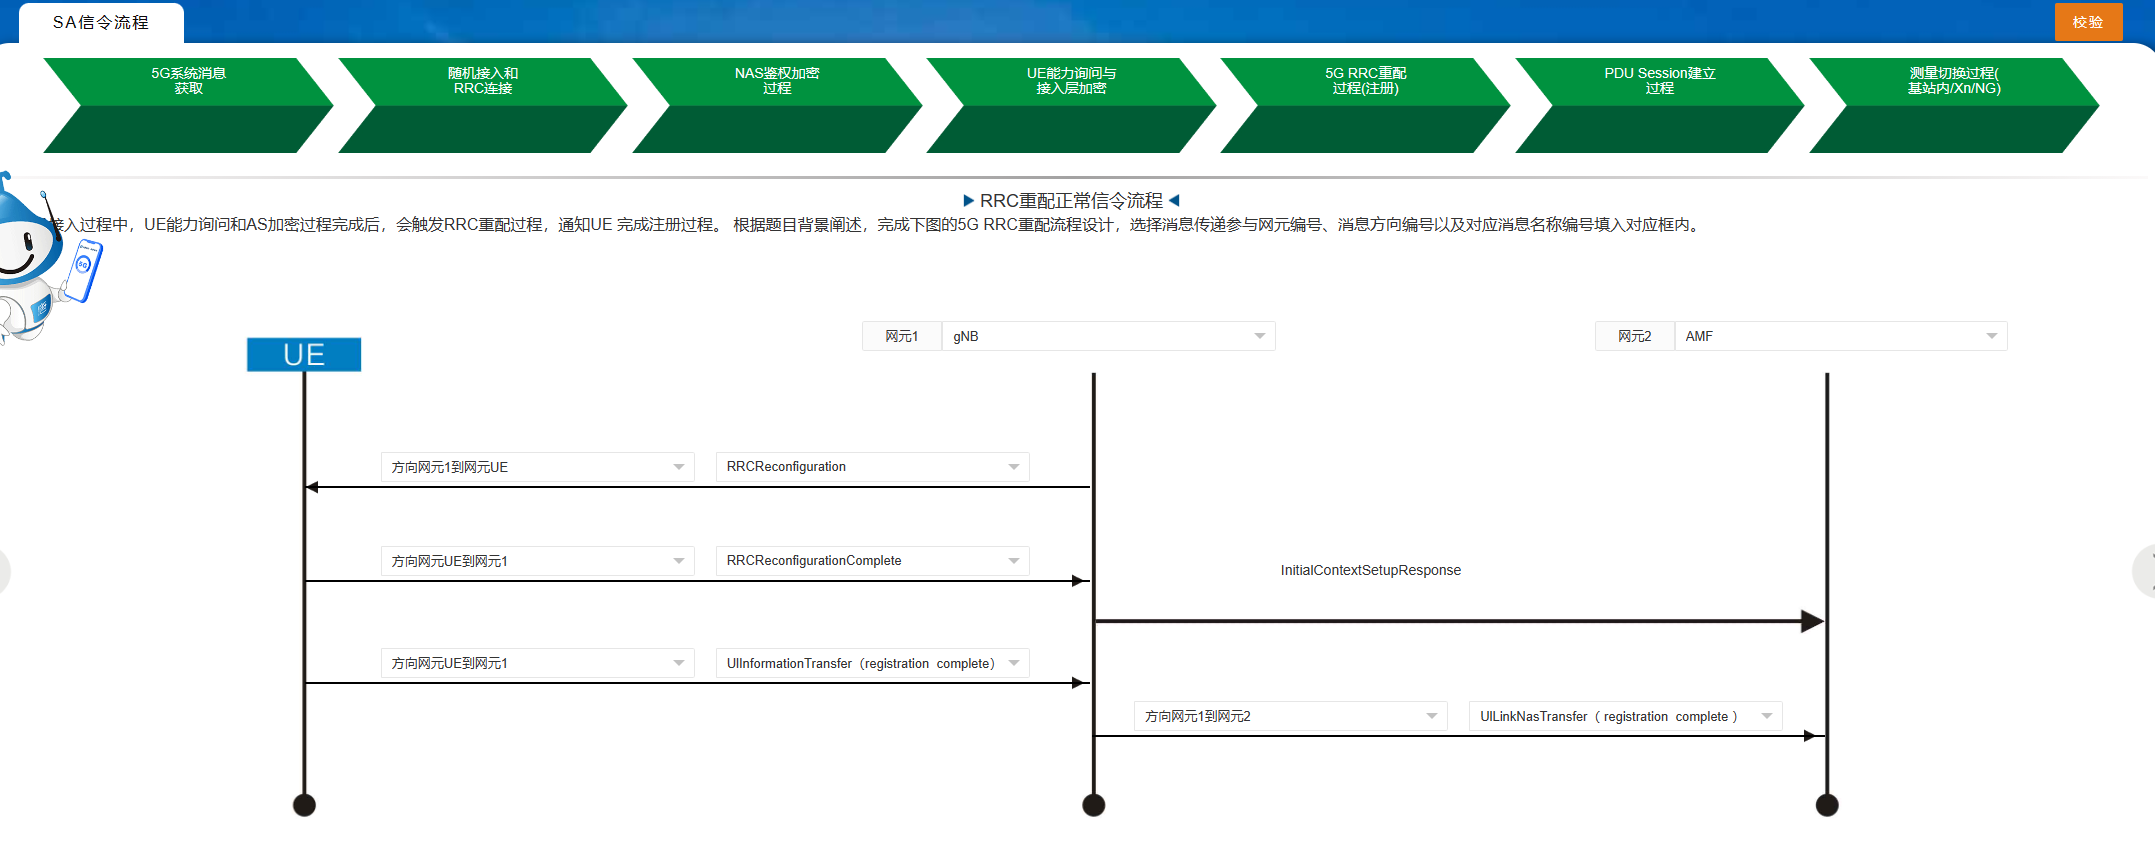 SA信令流程
校验
5G系统消息
获取
随机接入和
RRC连接
NAS鉴权加密
过程
UE能力询问与
接入层加密
5G RRC重配
过程(注册)
PDU Session建立
过程
测量切换过程(
基站内/Xn/NG)
RRC重配正常信令流程
接入过程中，UE能力询问和AS加密过程完成后，会触发RRC重配过程，通知UE 完成注册过程。 根据题目背景阐述，完成下图的5G RRC重配流程设计，选择消息传递参与网元编号、消息方向编号以及对应消息名称编号填入对应框内。
5G
UE
网元1 gNB
网元2 AMF
方向网元1到网元UE RRCReconfiguration
方向网元UE到网元1 RRCReconfigurationComplete
InitialContextSetupResponse
方向网元UE到网元1 UlInformationTransfer（registration complete）
方向网元1到网元2 UILinkNasTransfer（ registration complete ）